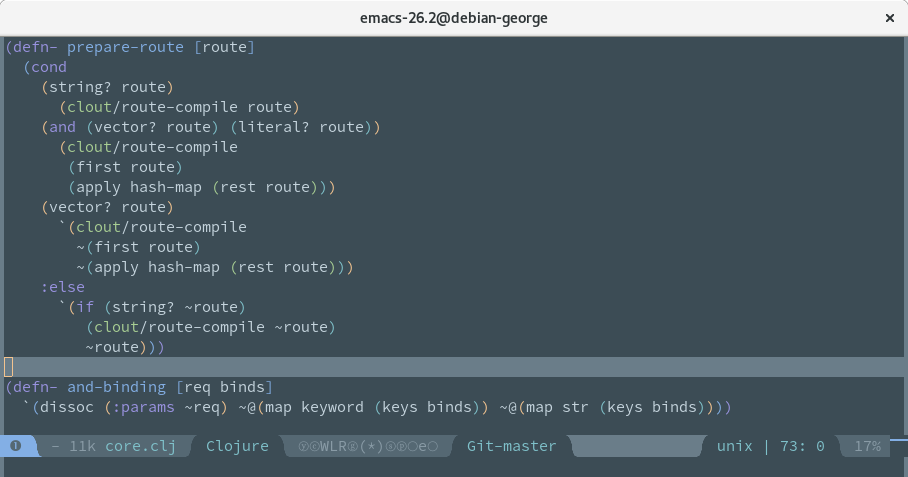 emacs-26.2@debian-george ×
(defn- prepare-route [route]
  (cond
    (string? route)
      (clout/route-compile route)
    (and (vector? route) (literal? route))
      (clout/route-compile
       (first route)
       (apply hash-map (rest route)))
    (vector? route)
      `(clout/route-compile
        ~(first route)
        ~(apply hash-map (rest route)))
    :else
      `(if (string? ~route)
         (clout/route-compile ~route)
         ~route)))
(defn- and-binding [req binds]
  `(dissoc (:params ~req) ~@(map keyword (keys binds)) ~@(map str (keys binds))))
❶ - 11k core.clj Clojure ⓨⒸWLRⓇ(*)ⓢⓟ○e○ Git-master unix | 73: 0 17%